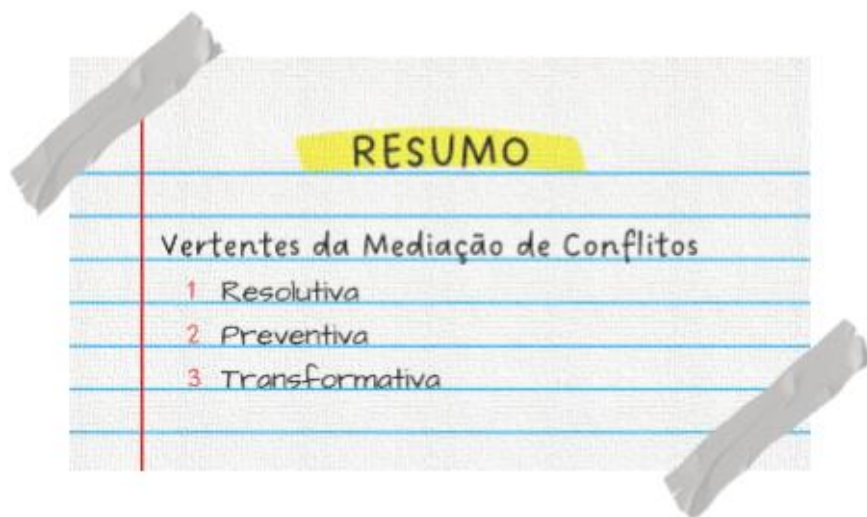 RESUMO
Vertentes da Mediação de Conflitos
1 Resolutiva
2 Preventiva
3 Transformativa